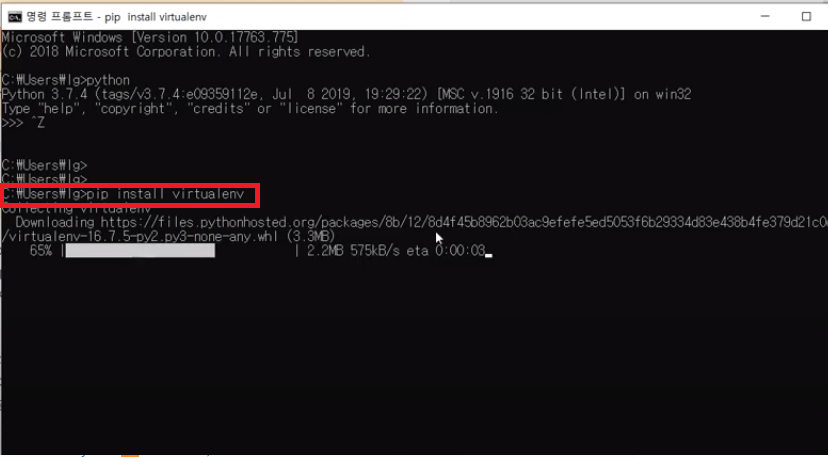 명령 프롬프트 - pip install virtualenv
Microsoft Windows [Version 10.0.17763.775]
(c) 2018 Microsoft Corporation. All rights reserved.
C:₩Users₩lg>python
Python 3.7.4 (tags/v3.7.4:e09359112e, Jul 8 2019, 19:29:22) [MSC v.1916 32 bit (Intel)] on win32
Type "help", "copyright", "credits" or "license" for more information.
>>> ^Z
C:₩Users₩lg>
C:₩Users₩lg>
C:₩Users₩lg>pip install virtualenv
Collecting virtualenv
Downloading https://files.pythonhosted.org/packages/8b/12/8d4f45b8962b03ac9efefe5ed5053f6b29334d83e438b4fe379d21c0
/virtualenv-16.7.5-py2.py3-none-any.whl (3.3MB)
65% | | 2.2MB 575kB/s eta 0:00:03